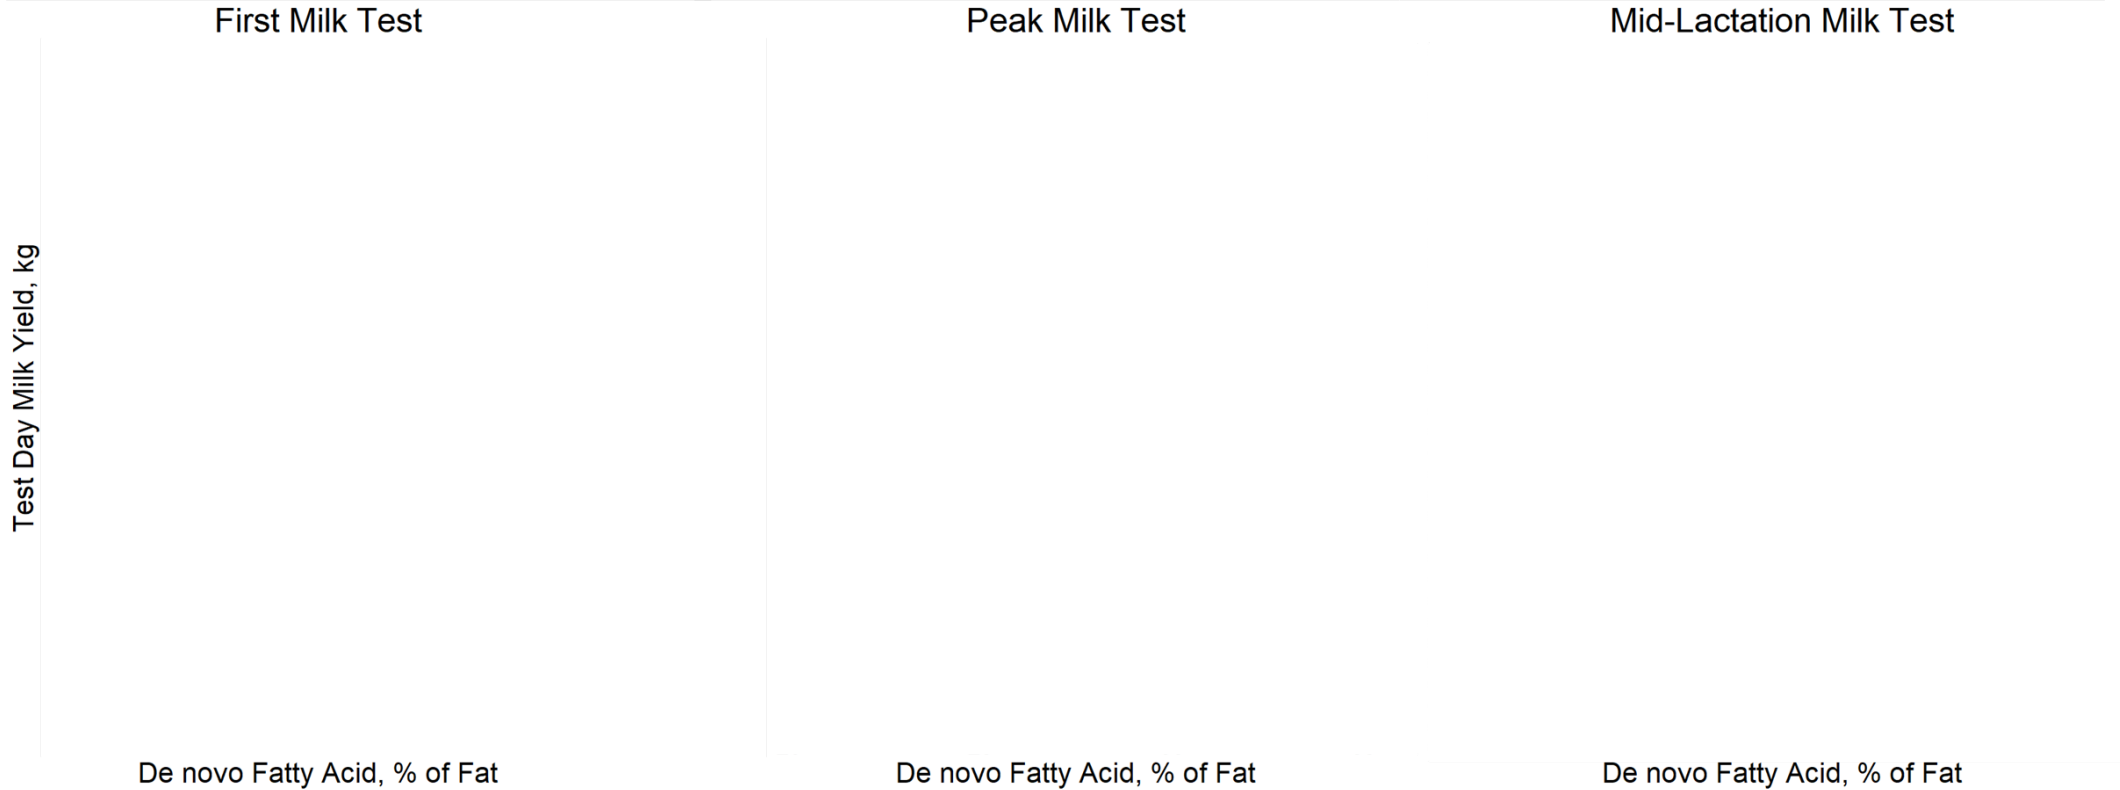 First Milk Test
Peak Milk Test
Mid-Lactation Milk Test
Test Day Milk Yield, kg
De novo Fatty Acid, % of Fat
De novo Fatty Acid, % of Fat
De novo Fatty Acid, % of Fat